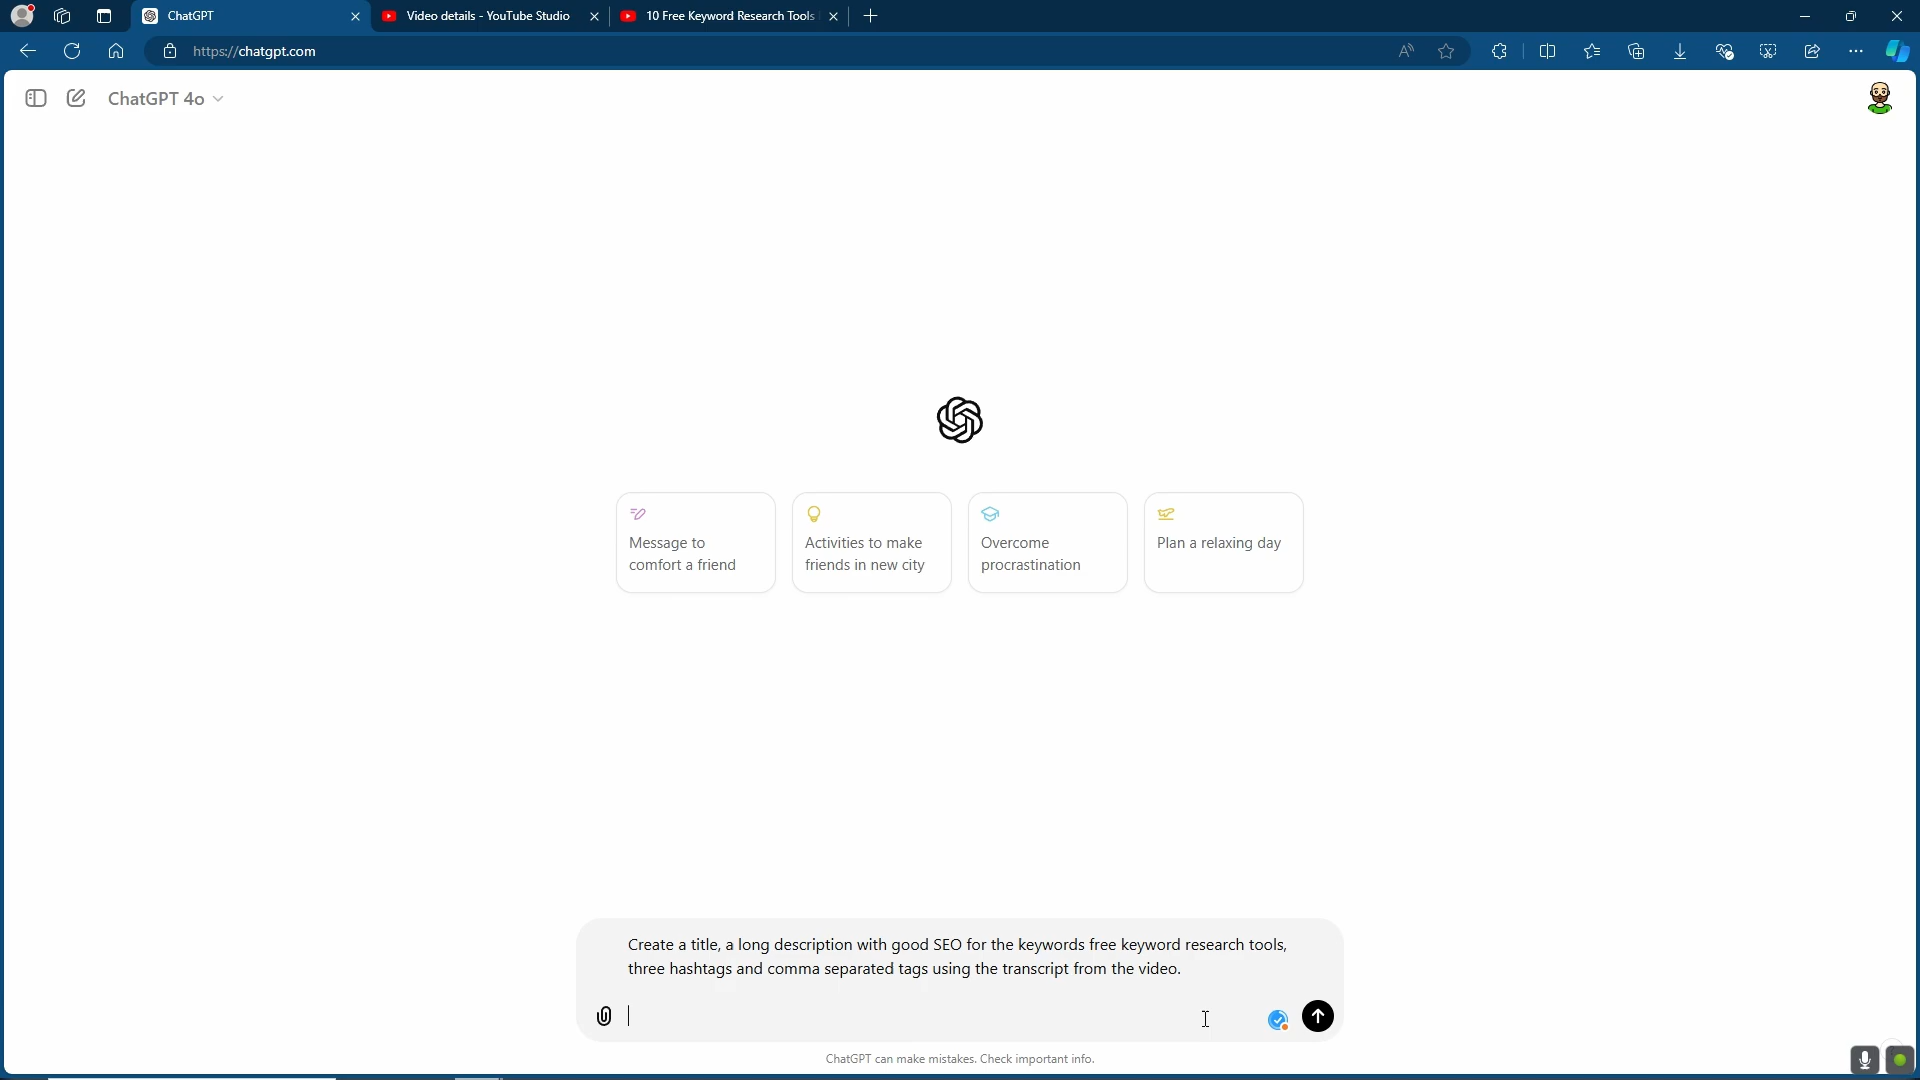 ChatGPT
Video details - YouTube Studio
10 Free Keyword Research Tools
https://chatgpt.com
ChatGPT 4o
Message to
comfort a friend
Activities to make
friends in new city
Overcome
procrastination
Plan a relaxing day
Create a title, a long description with good SEO for the keywords free keyword research tools,
three hashtags and comma separated tags using the transcript from the video.
ChatGPT can make mistakes. Check important info.